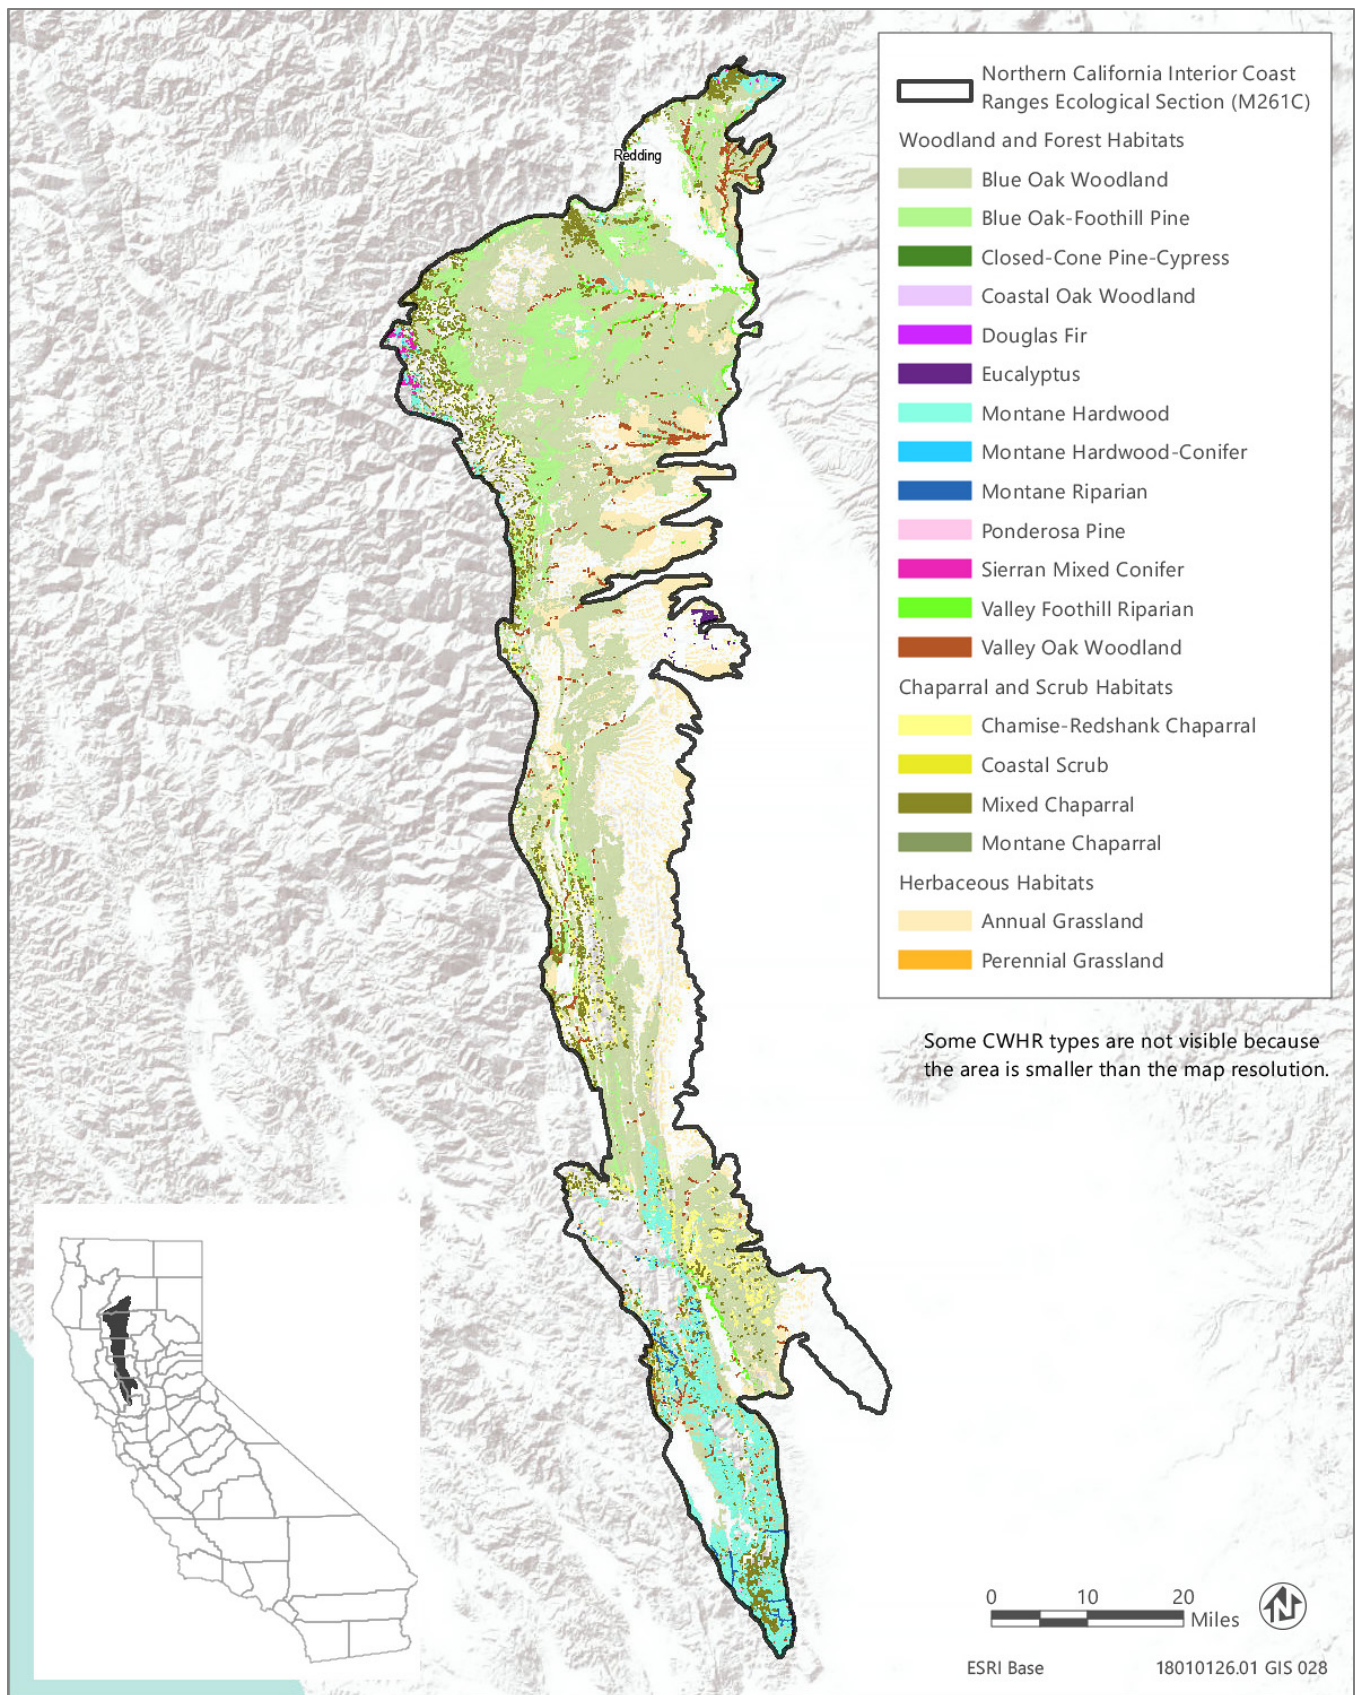 Redding
Northern California Interior Coast
Ranges Ecological Section (M261C)
Woodland and Forest Habitats
Blue Oak Woodland
Blue Oak-Foothill Pine
Closed-Cone Pine-Cypress
Coastal Oak Woodland
Douglas Fir
Eucalyptus
Montane Hardwood
Montane Hardwood-Conifer
Montane Riparian
Ponderosa Pine
Sierran Mixed Conifer
Valley Foothill Riparian
Valley Oak Woodland
Chaparral and Scrub Habitats
Chamise-Redshank Chaparral
Coastal Scrub
Mixed Chaparral
Montane Chaparral
Herbaceous Habitats
Annual Grassland
Perennial Grassland
Some CWHR types are not visible because
the area is smaller than the map resolution.
0 10 20
Miles
N
ESRI Base 18010126.01 GIS 028